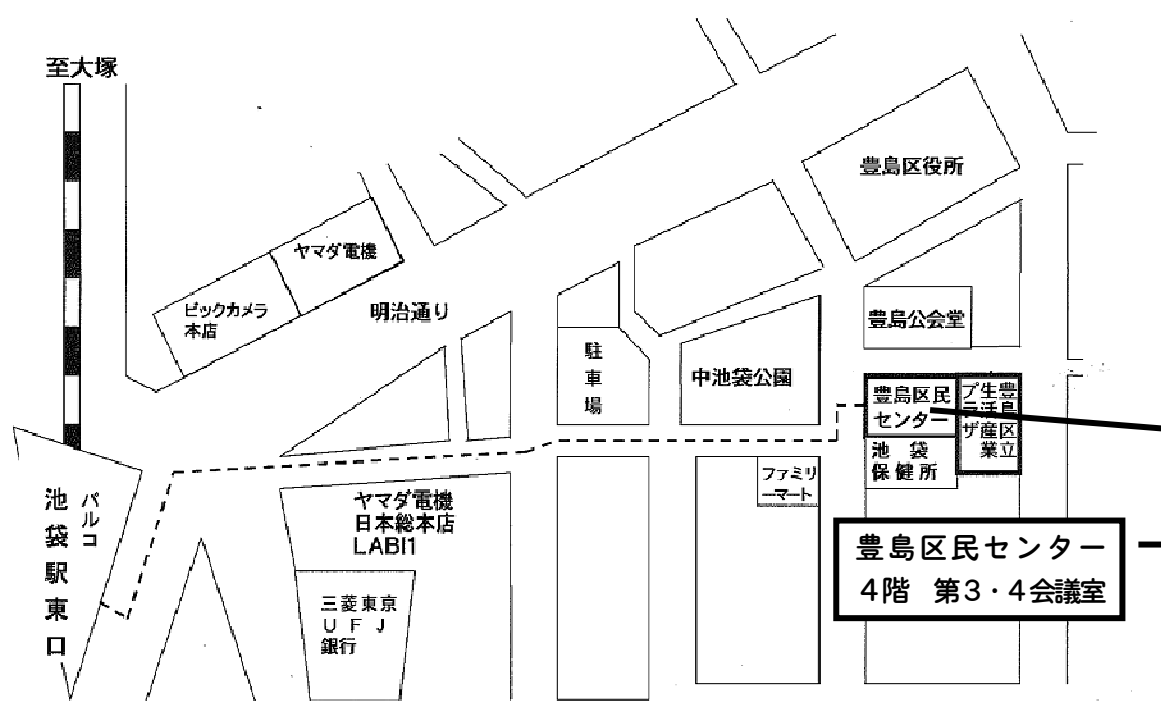 至大塚
豊島区役所
ヤマダ電機
ビックカメラ
本店
明治通り
豊島公会堂
駐車場
中池袋公園
豊島区民
センター
豊島区立
生活産業
プラザ
池袋
保健所
ファミリ
ーマート
パルコ
池袋駅東口
ヤマダ電機
日本総本店
LABI1
三菱東京
UFJ
銀行
豊島区民センター
4階 第3・4会議室